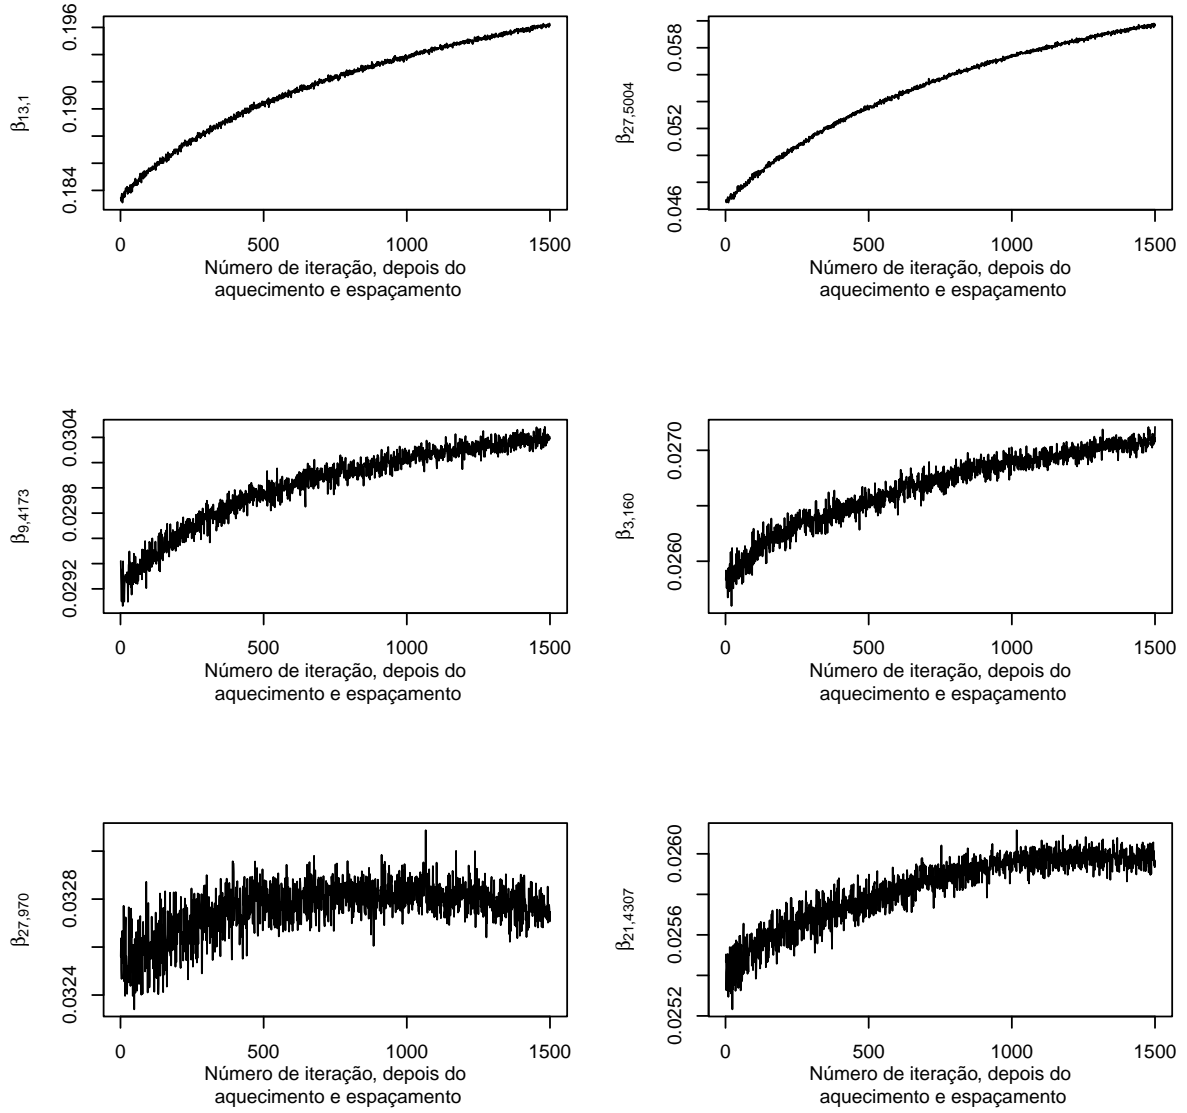 β13,1
0.184
0.190
0.196
0
500
1000
1500
Número de iteração, depois do
aquecimento e espaçamento
β27,5004
0.046
0.052
0.058
0
500
1000
1500
Número de iteração, depois do
aquecimento e espaçamento
β9,4173
0.0292
0.0298
0.0304
0
500
1000
1500
Número de iteração, depois do
aquecimento e espaçamento
β3,160
0.0260
0.0270
0
500
1000
1500
Número de iteração, depois do
aquecimento e espaçamento
β27,970
0.0324
0.0328
0
500
1000
1500
Número de iteração, depois do
aquecimento e espaçamento
β21,4307
0.0252
0.0256
0.0260
0
500
1000
1500
Número de iteração, depois do
aquecimento e espaçamento